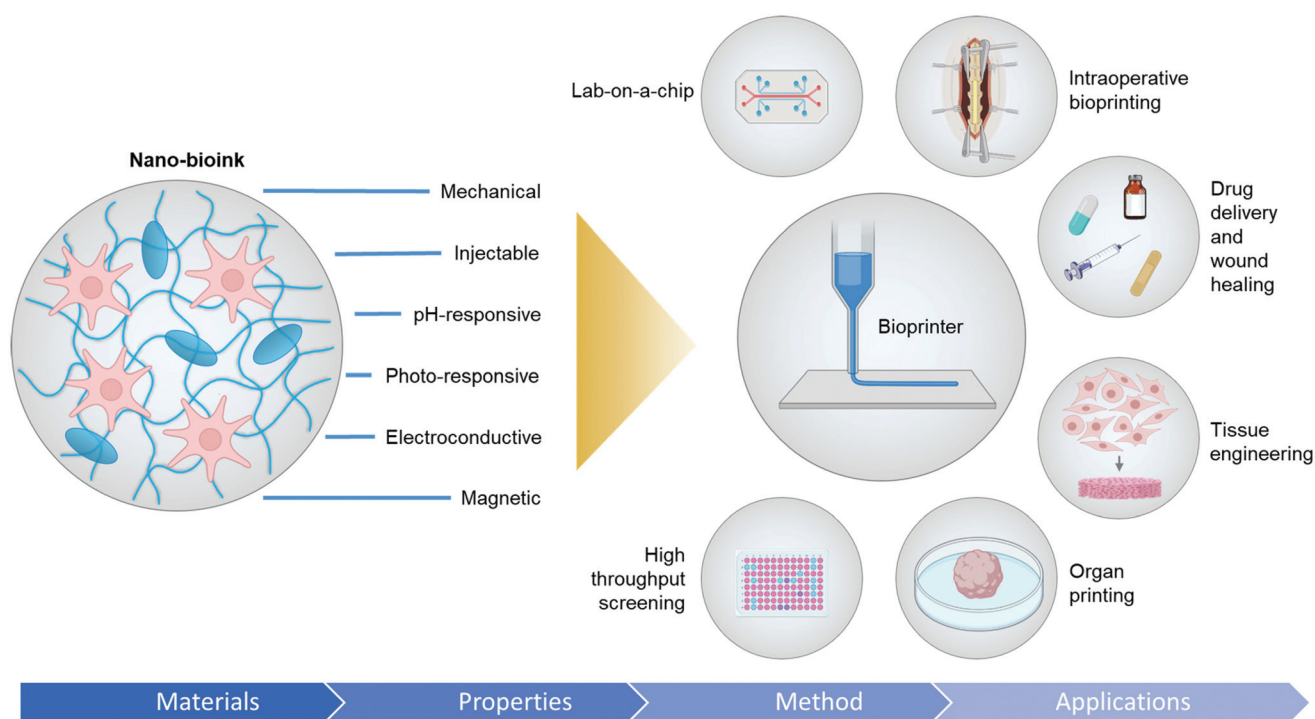 Nano-bioink
Mechanical
Injectable
pH-responsive
Photo-responsive
Electroconductive
Magnetic
Lab-on-a-chip
Intraoperative
bioprinting
Drug
delivery
and
wound
healing
Bioprinter
Tissue
engineering
High
throughput
screening
Organ
printing
Materials
Properties
Method
Applications